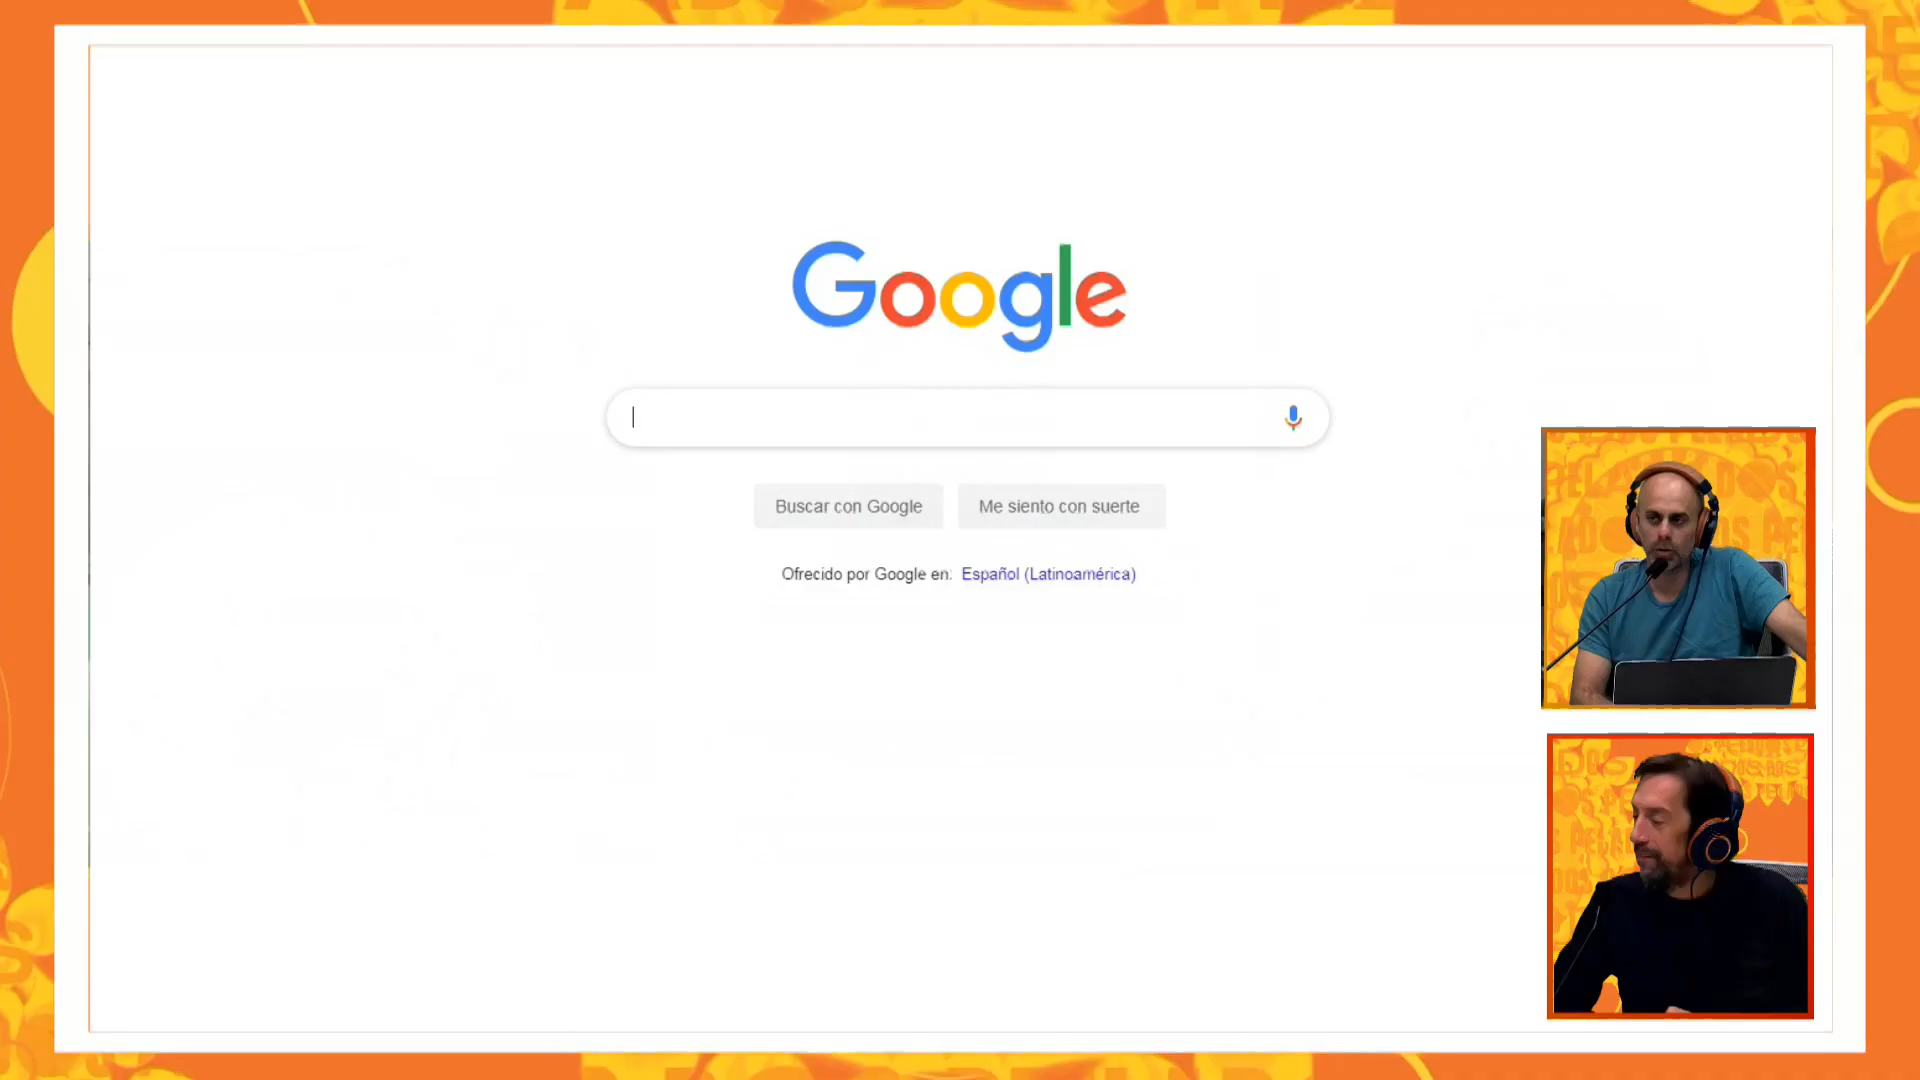 Google
Buscar con Google
Me siento con suerte
Ofrecido por Google en: Español (Latinoamérica)